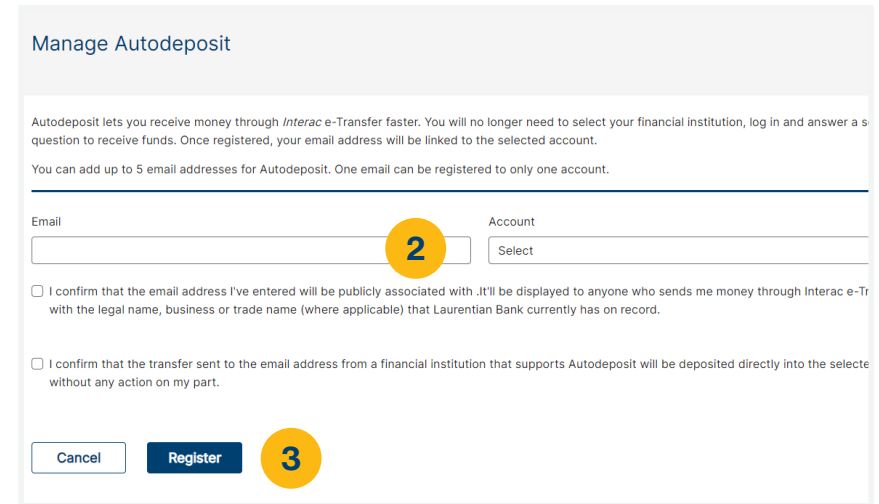 Manage Autodeposit
Autodeposit lets you receive money through Interac e-Transfer faster. You will no longer need to select your financial institution, log in and answer a
question to receive funds. Once registered, your email address will be linked to the selected account.
You can add up to 5 email addresses for Autodeposit. One email can be registered to only one account.
Email
Account
2
Select
I confirm that the email address I've entered will be publicly associated with .It'll be displayed to anyone who sends me money through Interac
with the legal name, business or trade name (where applicable) that Laurentian Bank currently has on record.
I confirm that the transfer sent to the email address from a financial institution that supports Autodeposit will be deposited directly into the
without any action on my part.
Cancel
Register
3